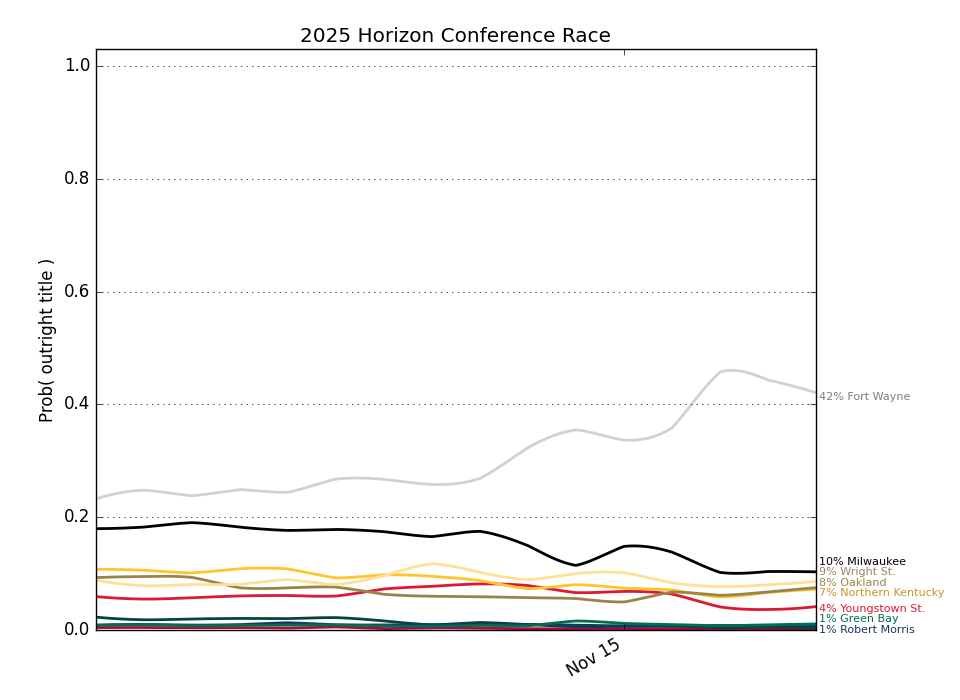 2025 Horizon Conference Race
Prob( outright title )
1.0
0.8
0.6
0.4
0.2
0.0
Nov 15
42% Fort Wayne
10% Milwaukee
9% Wright St.
8% Oakland
7% Northern Kentucky
4% Youngstown St.
1% Green Bay
1% Robert Morris